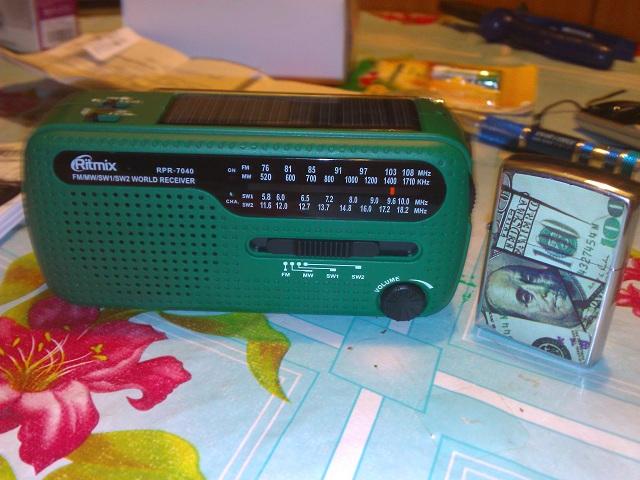 Ritmix
RPR-7040
FM/MW/SW1/SW2 WORLD RECEIVER
FM 76 81 85 91 97 103 108 MHz
MW 520 600 700 800 1000 1200 1400 1710 KHz
SW1 5.8 6.0 6.5 7.2 8.0 9.0 9.6 10.0 MHz
CHA. SW2 11.6 12.0 12.7 13.7 14.8 16.0 17.2 18.2 MHz
FM MW SW1 SW2
VOLUME
100